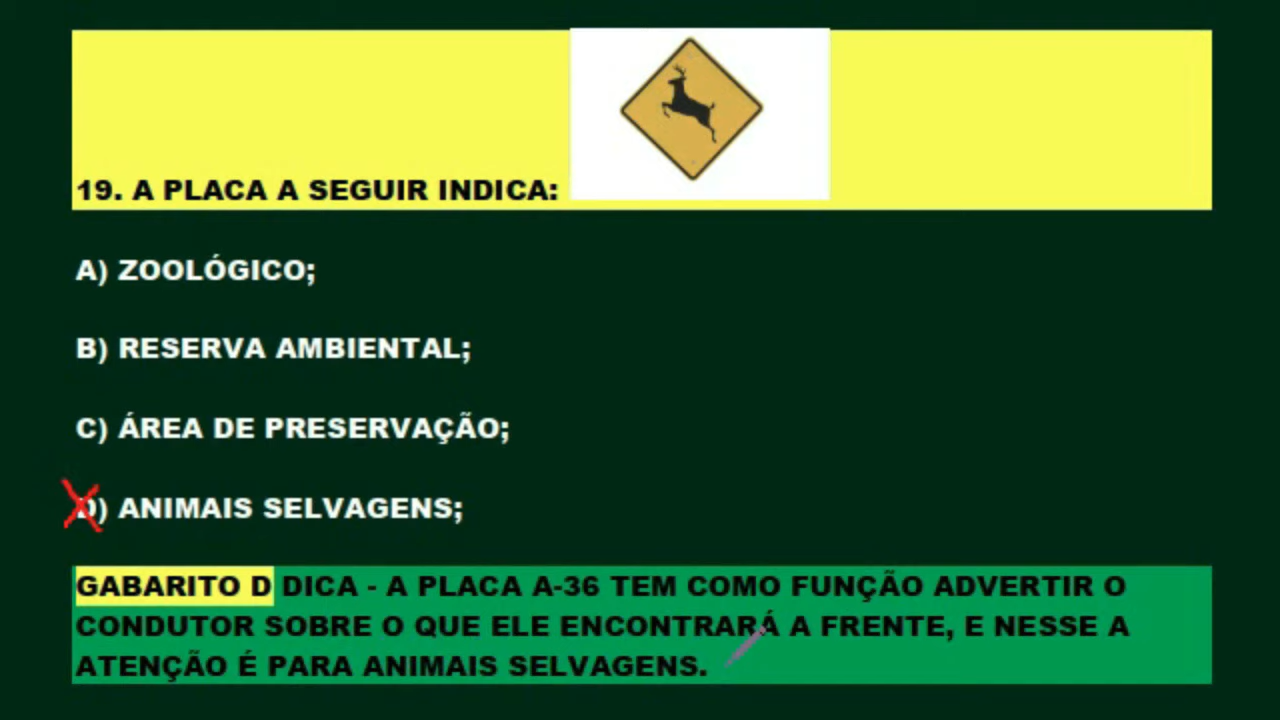 19. A PLACA A SEGUIR INDICA:
A) ZOOLÓGICO;
B) RESERVA AMBIENTAL;
C) ÁREA DE PRESERVAÇÃO;
D) ANIMAIS SELVAGENS;
GABARITO D DICA - A PLACA A-36 TEM COMO FUNÇÃO ADVERTIR O
CONDUTOR SOBRE O QUE ELE ENCONTRARÁ A FRENTE, E NESSE A
ATENÇÃO É PARA ANIMAIS SELVAGENS.